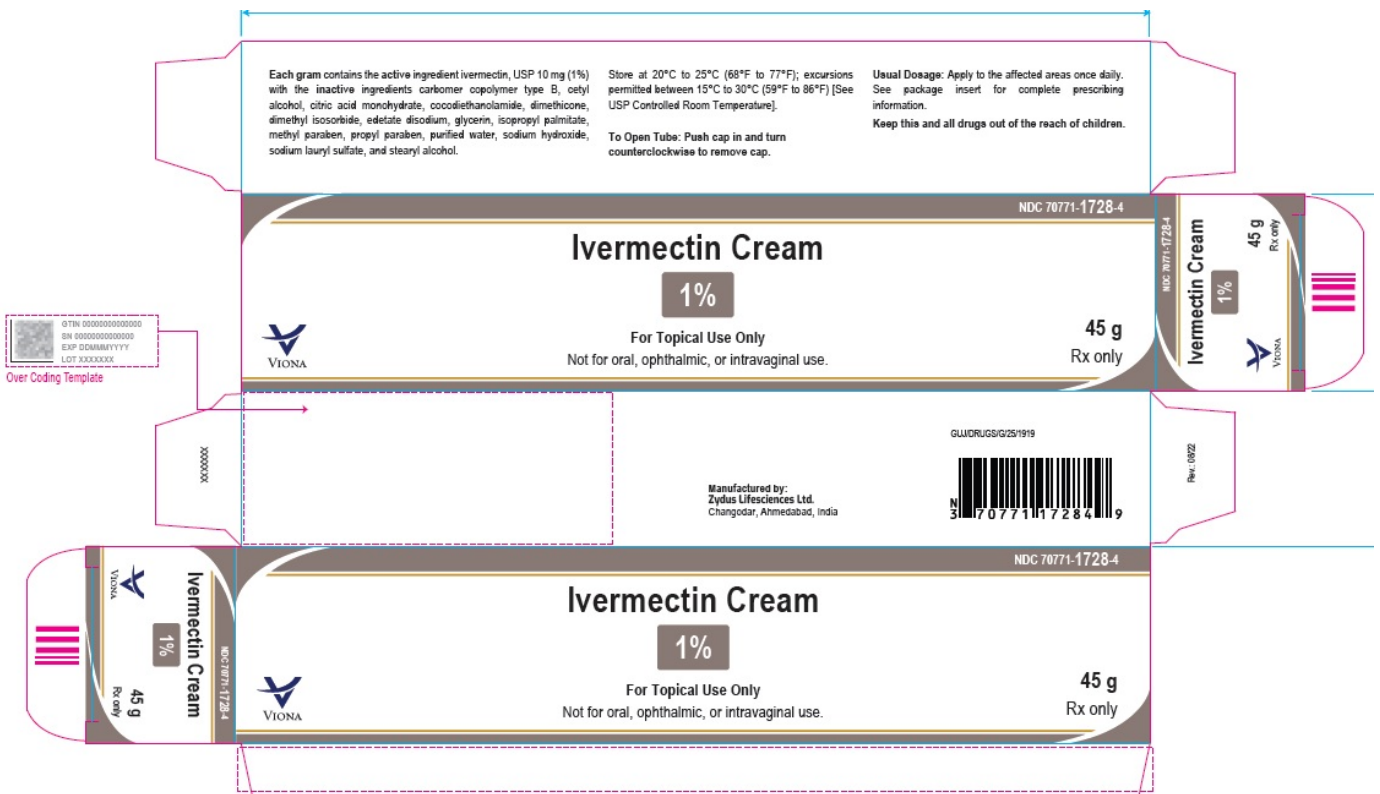 Each gram contains the active ingredient ivermectin, USP 10 mg (1%)
with the inactive ingredients carbomer copolymer type B, cetyl
alcohol, citric acid monohydrate, cocodiethanolamide, dimethicone,
dimethyl isosorbide, edetate disodium, glycerin, isopropyl palmitate,
methyl paraben, propyl paraben, purified water, sodium hydroxide,
sodium lauryl sulfate, and stearyl alcohol.
Store at 20°C to 25°C (68°F to 77°F); excursions
permitted between 15°C to 30°C (59°F to 86°F) [See
USP Controlled Room Temperature].
To Open Tube: Push cap in and turn
counterclockwise to remove cap.
Usual Dosage: Apply to the affected areas once daily.
See package insert for complete prescribing
information.
Keep this and all drugs out of the reach of children.
NDC 70771-1728-4
Ivermectin Cream
1%
For Topical Use Only
Not for oral, ophthalmic, or intravaginal use.
45 g
Rx only
VIONA
NDC 70771-1728-4
Ivermectin Cream
1%
45 g
Rx only
VIONA
GTIN 00000000000000
SN 00000000000000
EXP DDMMMYYYY
LOT XXXXXXX
Over Coding Template
XXXXXX
Manufactured by:
Zydus Lifesciences Ltd.
Changodar, Ahmedabad, India
GUJ/DRUGS/G/25/1919
N
3 70771 17284 9
Rev.: 08/22
VIONA
Ivermectin Cream
1%
45 g
Rx only
NDC 70771-1728-4
NDC 70771-1728-4
Ivermectin Cream
1%
For Topical Use Only
Not for oral, ophthalmic, or intravaginal use.
45 g
Rx only
VIONA